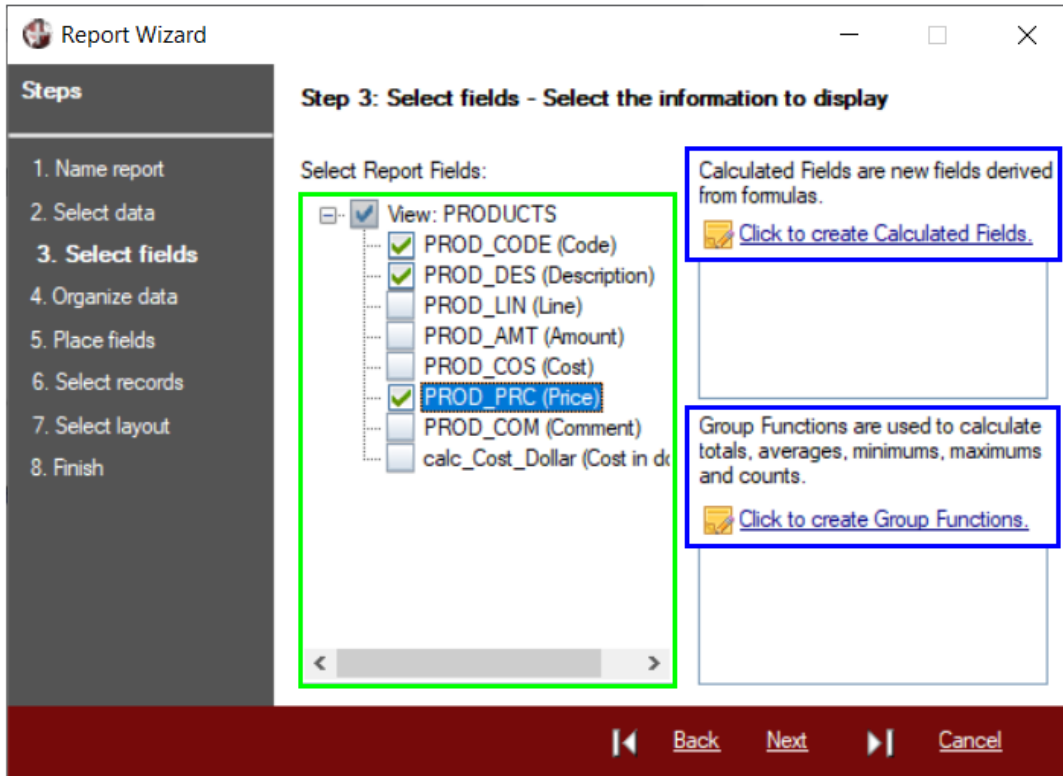 Report Wizard
Steps
1. Name report
2. Select data
3. Select fields
4. Organize data
5. Place fields
6. Select records
7. Select layout
8. Finish
Step 3: Select fields - Select the information to display
Select Report Fields:
View: PRODUCTS
PROD_CODE (Code)
PROD_DES (Description)
PROD_LIN (Line)
PROD_AMT (Amount)
PROD_COS (Cost)
PROD_PRC (Price)
PROD_COM (Comment)
calc_Cost_Dollar (Cost in do
Calculated Fields are new fields derived
from formulas.
Click to create Calculated Fields.
Group Functions are used to calculate
totals, averages, minimums, maximums
and counts.
Click to create Group Functions.
Back Next Cancel